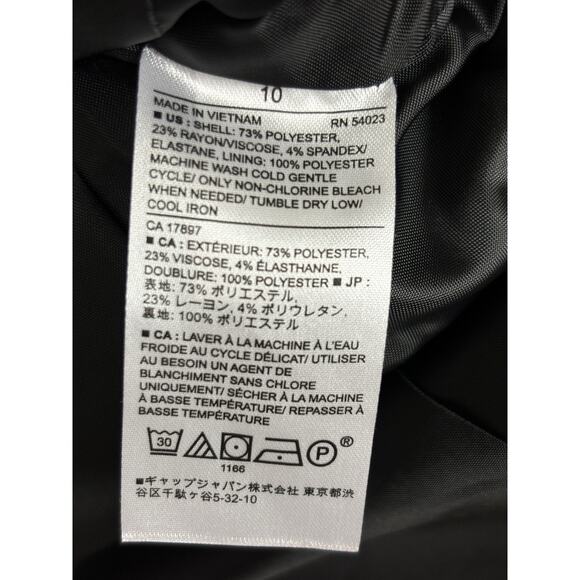 10
MADE IN VIETNAM RN 54023
■ US : SHELL: 73% POLYESTER,
23% RAYON/VISCOSE, 4% SPANDEX/
ELASTANE, LINING: 100% POLYESTER
MACHINE WASH COLD GENTLE
CYCLE/ ONLY NON-CHLORINE BLEACH
WHEN NEEDED/ TUMBLE DRY LOW/
COOL IRON
CA 17897
■ CA : EXTÉRIEUR: 73% POLYESTER,
23% VISCOSE, 4% ÉLASTHANNE,
DOUBLURE: 100% POLYESTER ■ JP :
表地: 73% ポリエステル,
23% レーヨン, 4% ポリウレタン,
裏地: 100% ポリエステル
■ CA : LAVER À LA MACHINE À L'EAU
FROIDE AU CYCLE DÉLICAT/ UTILISER
AU BESOIN UN AGENT DE
BLANCHIMENT SANS CHLORE
UNIQUEMENT/ SÉCHER À LA MACHINE
À BASSE TEMPÉRATURE/ REPASSER À
BASSE TEMPÉRATURE
30 P ®
1166
■ギャップジャパン株式会社 東京都渋
谷区千駄ヶ谷5-32-10